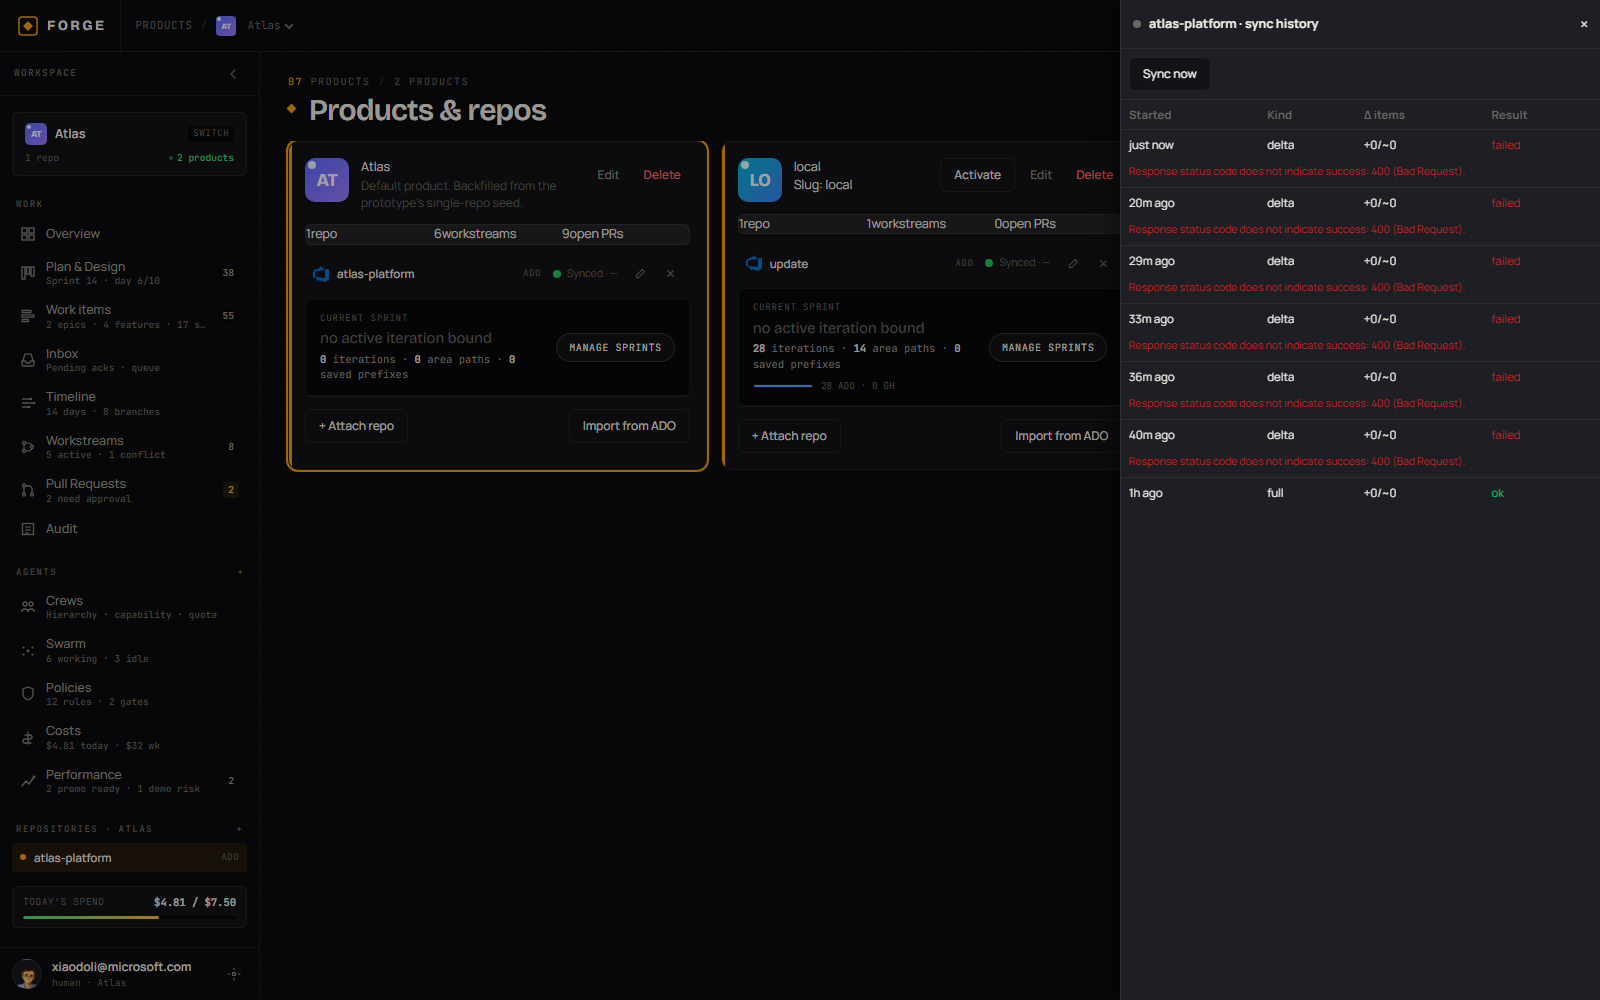 FORGE
PRODUCTS / AT Atlas
WORKSPACE
AT Atlas SWITCH
1 repo 2 products
WORK
Overview
Plan & Design 38
Sprint 14 · day 6/10
Work items 55
2 epics · 4 features · 17 s…
Inbox
Pending acks · queue
Timeline
14 days · 8 branches
Workstreams 8
5 active · 1 conflict
Pull Requests 2
2 need approval
Audit
AGENTS +
Crews
Hierarchy · capability · quota
Swarm
6 working · 3 idle
Policies
12 rules · 2 gates
Costs
$4.81 today · $32 wk
Performance 2
2 promo ready · 1 demo risk
REPOSITORIES · ATLAS +
atlas-platform ADO
TODAY'S SPEND $4.81 / $7.50
xiaodoli@microsoft.com
human · Atlas
07 PRODUCTS / 2 PRODUCTS
Products & repos
AT
Atlas
Default product. Backfilled from the
prototype's single-repo seed.
Edit Delete
1repo 6workstreams 9open PRs
atlas-platform ADO Synced · —
CURRENT SPRINT
no active iteration bound
0 iterations · 0 area paths · 0
saved prefixes
MANAGE SPRINTS
+ Attach repo Import from ADO
LO
local
Slug: local
Activate Edit Delete
1repo 1workstreams 0open PRs
update ADO Synced · —
CURRENT SPRINT
no active iteration bound
28 iterations · 14 area paths · 0
saved prefixes
28 ADO · 0 GH
MANAGE SPRINTS
+ Attach repo Import from ADO
atlas-platform · sync history ×
Sync now
Started Kind Δ items Result
just now delta +0/~0 failed
Response status code does not indicate success: 400 (Bad Request).
20m ago delta +0/~0 failed
Response status code does not indicate success: 400 (Bad Request).
29m ago delta +0/~0 failed
Response status code does not indicate success: 400 (Bad Request).
33m ago delta +0/~0 failed
Response status code does not indicate success: 400 (Bad Request).
36m ago delta +0/~0 failed
Response status code does not indicate success: 400 (Bad Request).
40m ago delta +0/~0 failed
Response status code does not indicate success: 400 (Bad Request).
1h ago full +0/~0 ok